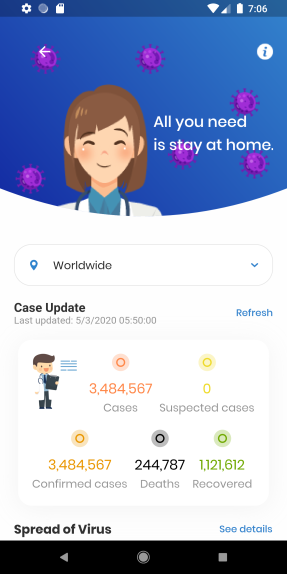 7:06
All you need
is stay at home.
Worldwide
Case Update
Last updated: 5/3/2020 05:50:00
Refresh
3,484,567
0
Cases
Suspected cases
3,484,567
244,787
1,121,612
Confirmed cases
Deaths
Recovered
Spread of Virus
See details